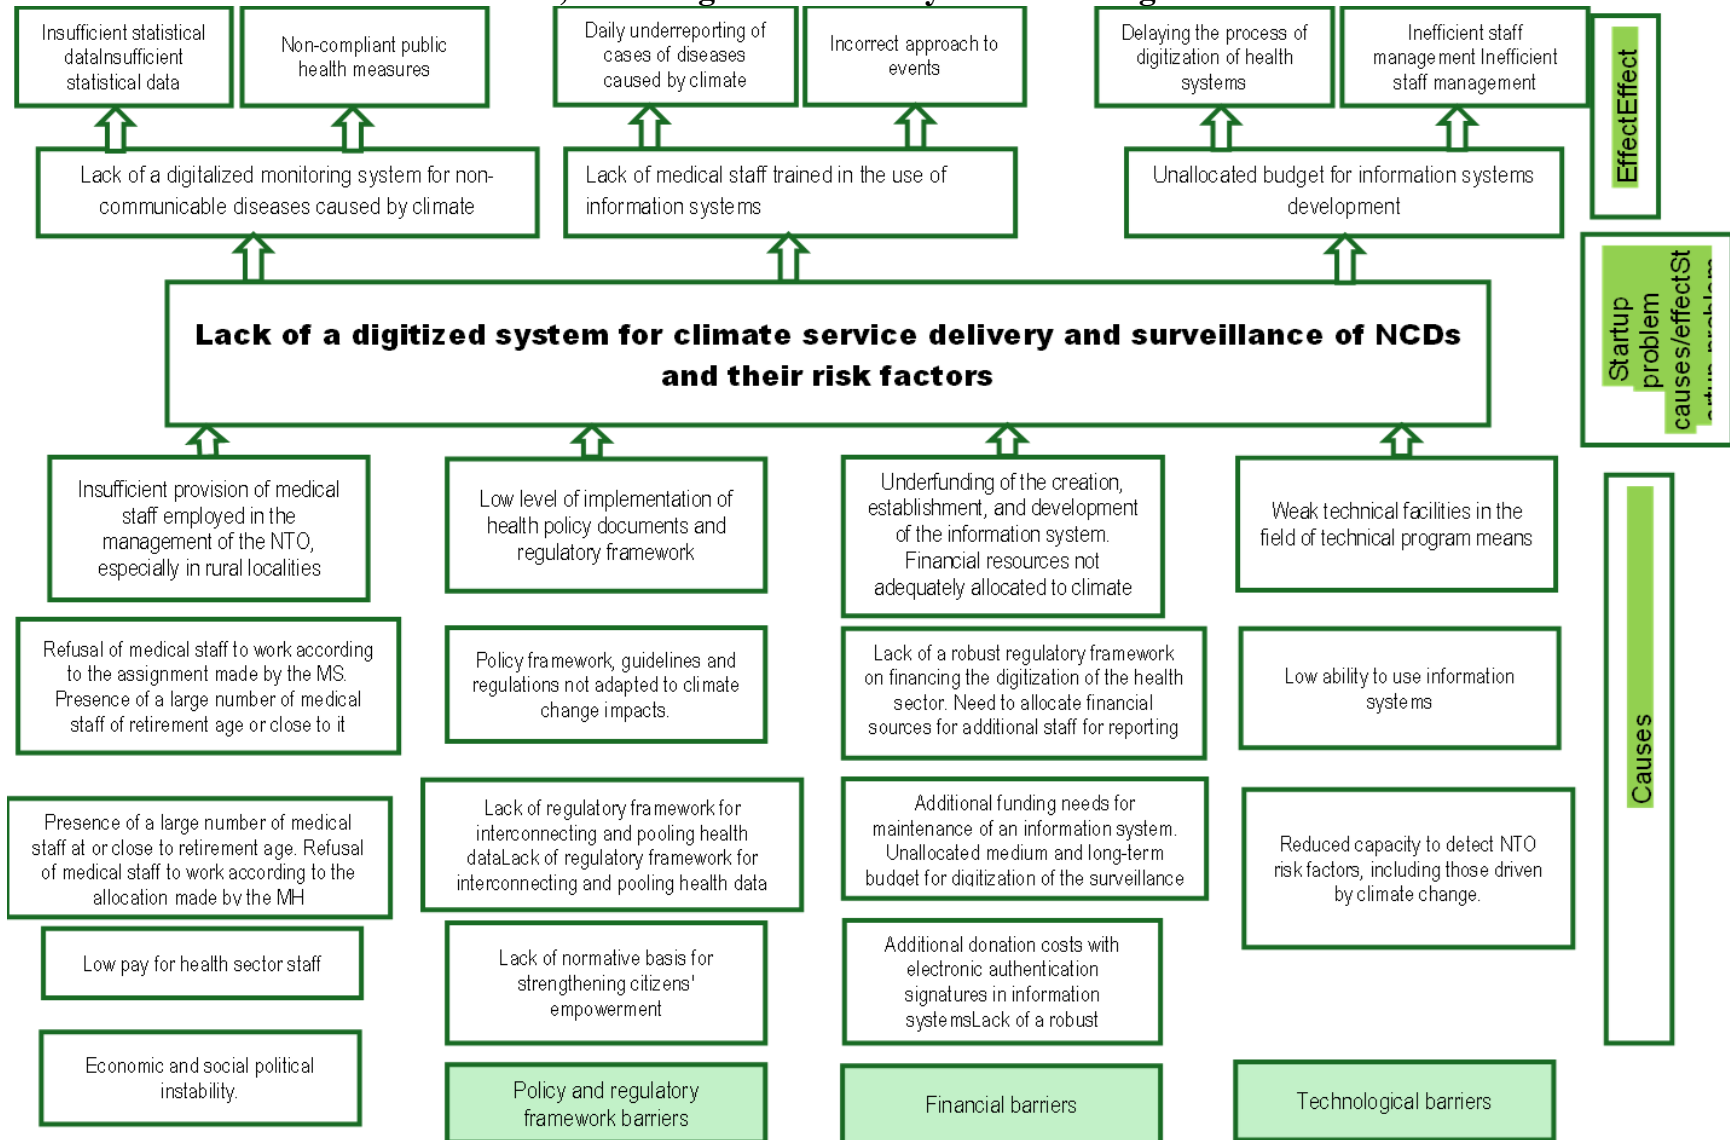 Insufficient statistical
dataInsufficient
statistical data
Non-compliant public
health measures
Daily underreporting of
cases of diseases
caused by climate
Incorrect approach to
events
Delaying the process of
digitization of health
systems
Inefficient staff
management Inefficient
staff management
EffectEffect
Lack of a digitalized monitoring system for non-
communicable diseases caused by climate
Lack of medical staff trained in the use of
information systems
Unallocated budget for information systems
development
Startup
problem
causes/effectSt
Lack of a digitized system for climate service delivery and surveillance of NCDs
and their risk factors
Insufficient provision of medical
staff employed in the
management of the NTO,
especially in rural localities
Low level of implementation of
health policy documents and
regulatory framework
Underfunding of the creation,
establishment, and development
of the information system.
Financial resources not
adequately allocated to climate
Weak technical facilities in the
field of technical program means
Refusal of medical staff to work according
to the assignment made by the MS.
Presence of a large number of medical
staff of retirement age or close to it
Policy framework, guidelines and
regulations not adapted to climate
change impacts.
Lack of a robust regulatory framework
on financing the digitization of the health
sector. Need to allocate financial
sources for additional staff for reporting
Low ability to use information
systems
Causes
Presence of a large number of medical
staff at or close to retirement age. Refusal
of medical staff to work according to the
allocation made by the MH
Lack of regulatory framework for
interconnecting and pooling health
dataLack of regulatory framework for
interconnecting and pooling health data
Additional funding needs for
maintenance of an information system.
Unallocated medium and long-term
budget for digitization of the surveillance
Reduced capacity to detect NTO
risk factors, including those driven
by climate change.
Low pay for health sector staff
Lack of normative basis for
strengthening citizens'
empowerment
Additional donation costs with
electronic authentication
signatures in information
systemsLack of a robust
Economic and social political
instability.
Policy and regulatory
framework barriers
Financial barriers
Technological barriers